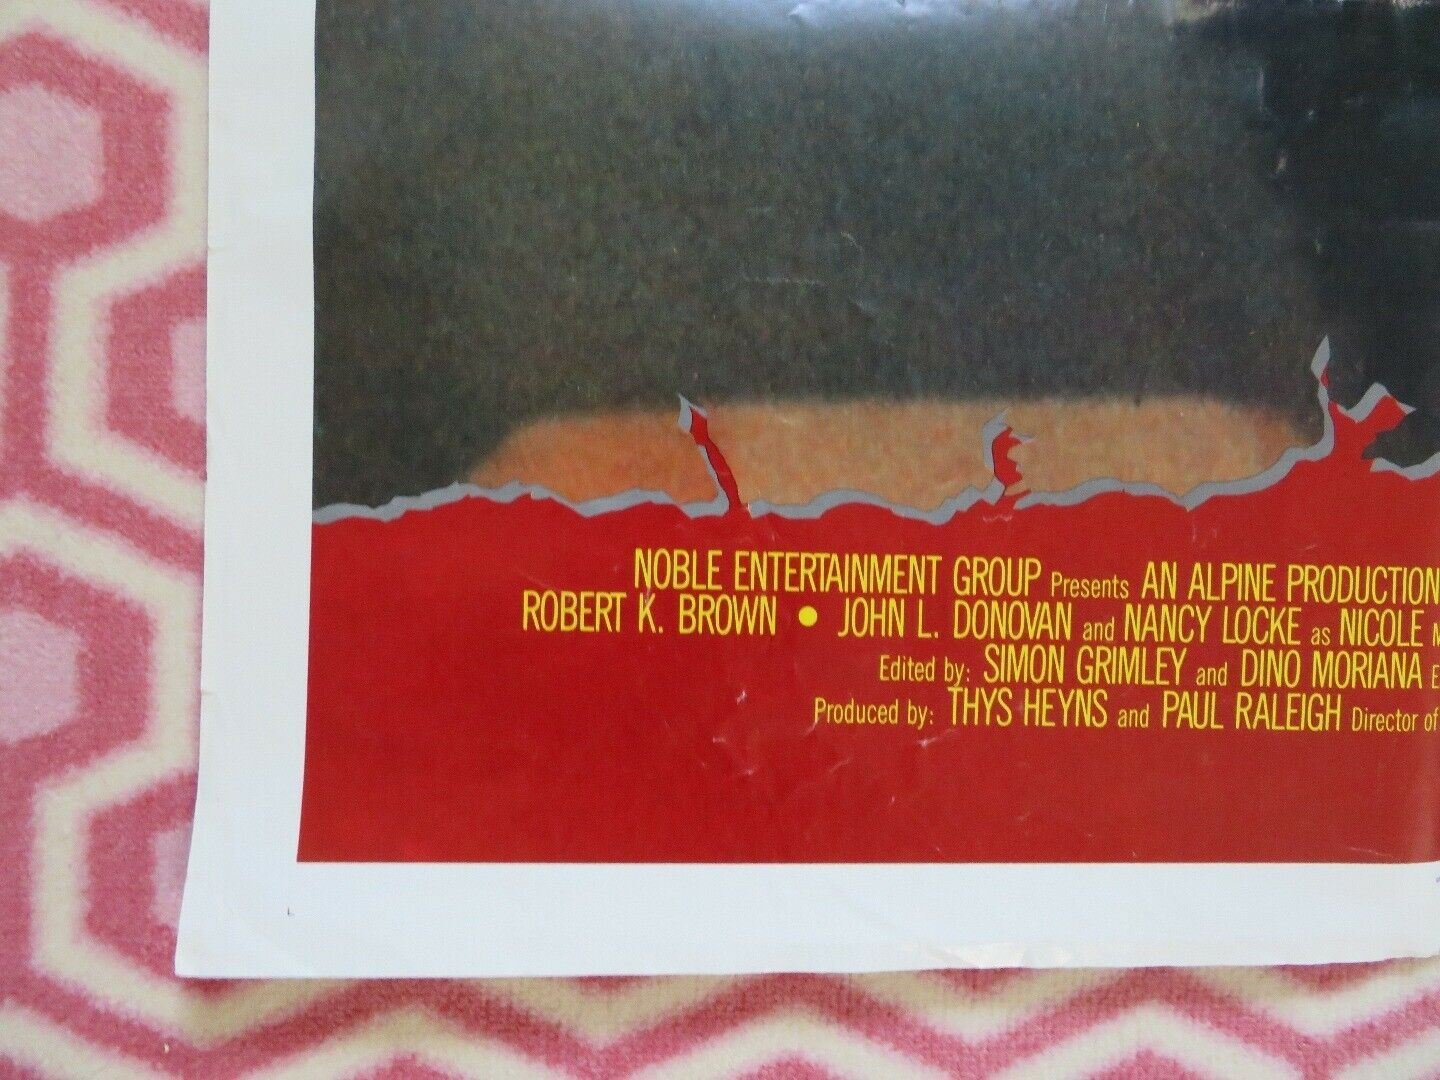 NOBLE ENTERTAINMENT GROUP Presents AN ALPINE PRODUCTION
ROBERT K. BROWN • JOHN L. DONOVAN and NANCY LOCKE as NICOLE
Edited by: SIMON GRIMLEY and DINO MORIANA
Produced by: THYS HEYNS and PAUL RALEIGH Director of